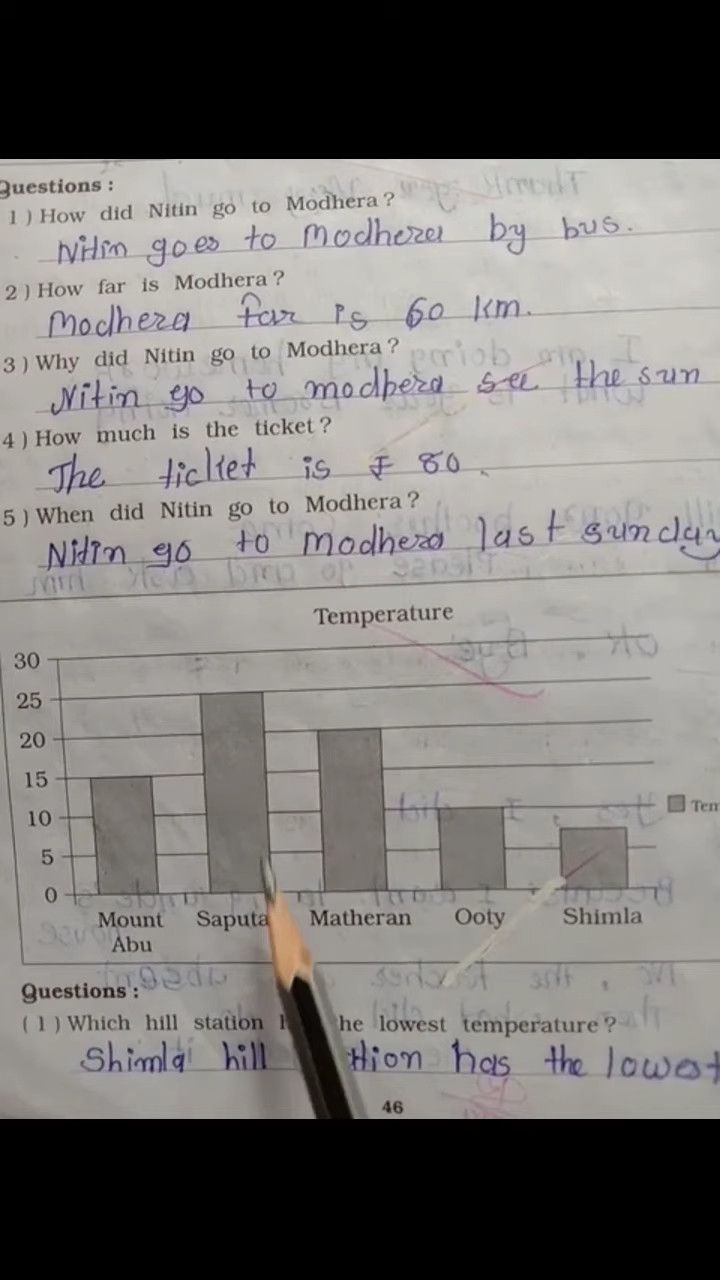 Questions :
1 ) How did Nitin go to Modhera ?
Nitin goes to Modhera by bus.
2 ) How far is Modhera ?
Modhera far is 60 km.
3 ) Why did Nitin go to Modhera ?
Nitin go to modhera see the sun
4 ) How much is the ticket ?
The ticket is ₹ 80.
5 ) When did Nitin go to Modhera ?
Nitin go to modhera last sunday
Temperature
30
25
20
15
10
5
0
Mount Abu Saputa Matheran Ooty Shimla
Tem
Questions :
( 1 ) Which hill station he lowest temperature ?
Shimla hill tion has the lowest
46